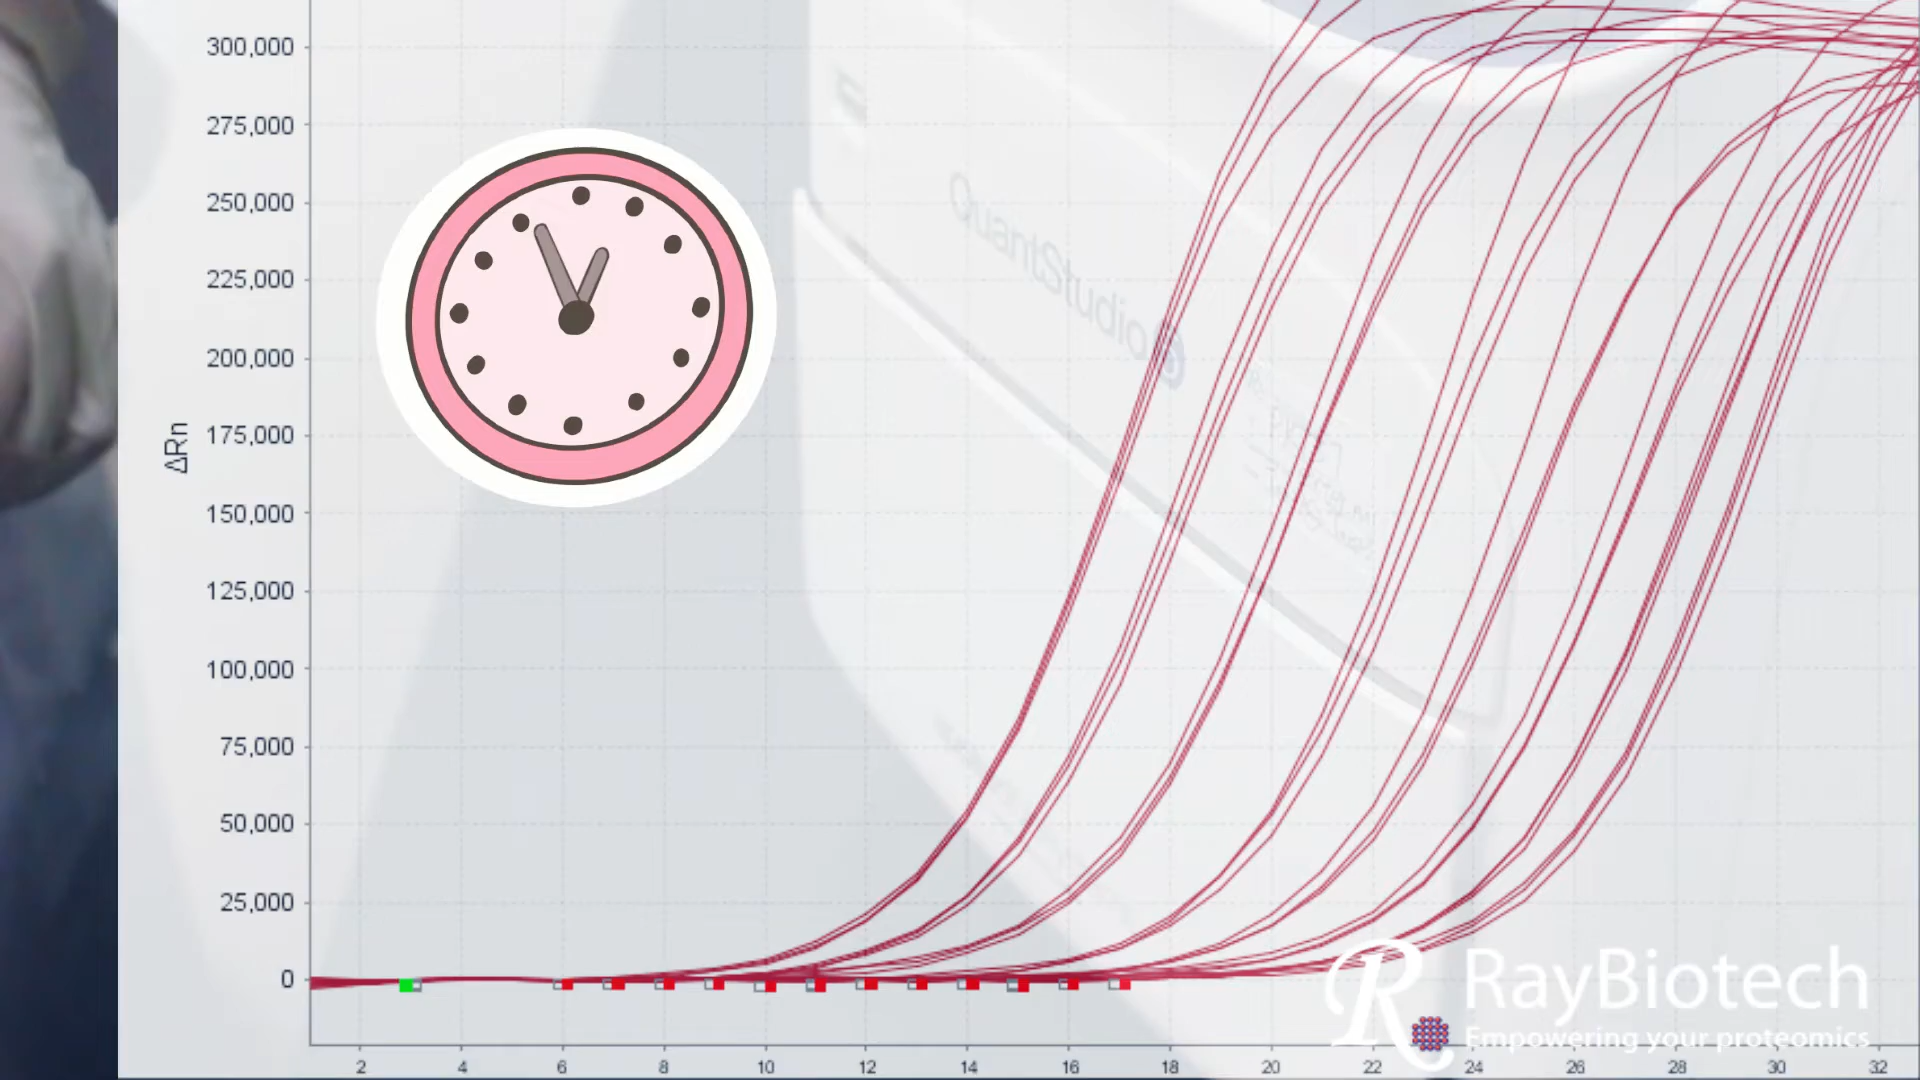 300,000
275,000
250,000
225,000
200,000
175,000
150,000
125,000
100,000
75,000
50,000
25,000
0
ΔRn
2 4 6 8 10 12 14 16 18 20 22 24 26 28 30 32
QuantStudio 6
RayBiotech
Empowering your proteomics